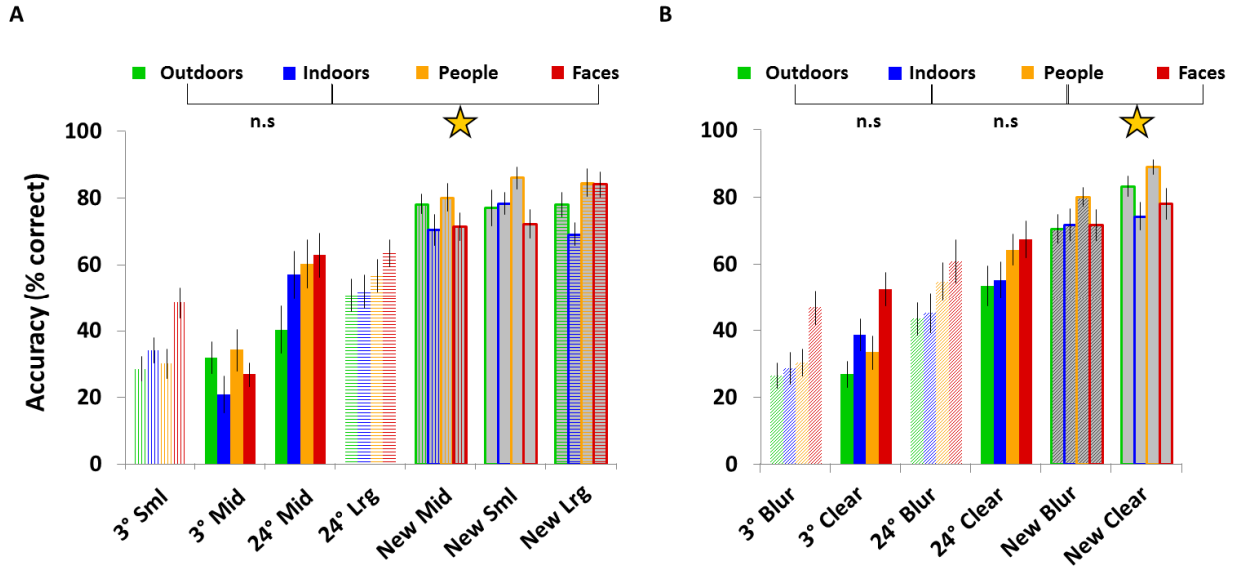 A
Outdoors Indoors People Faces
n.s
100
80
60
40
20
0
Accuracy (% correct)
3° Sml
3° Mid
24° Mid
24° Lrg
New Mid
New Sml
New Lrg
B
Outdoors Indoors People Faces
n.s n.s
100
80
60
40
20
0
3° Blur
3° Clear
24° Blur
24° Clear
New Blur
New Clear